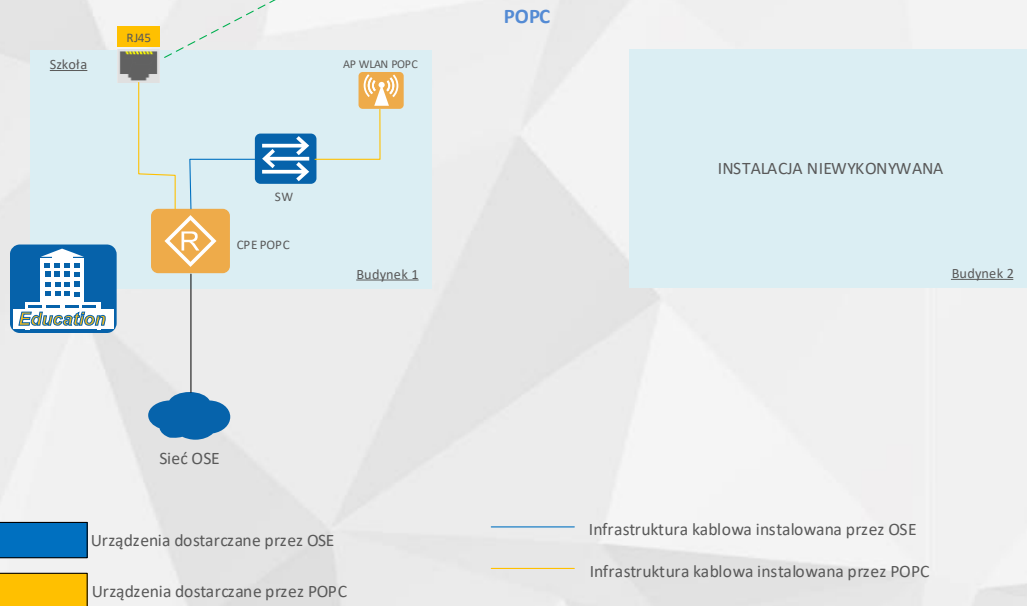 POPC
RJ45
Szkoła
AP WLAN POPC
SW
R
CPE POPC
Budynek 1
INSTALACJA NIEWYKONYWANA
Budynek 2
Education
Sieć OSE
Urządzenia dostarczane przez OSE
Infrastruktura kablowa instalowana przez OSE
Urządzenia dostarczane przez POPC
Infrastruktura kablowa instalowana przez POPC